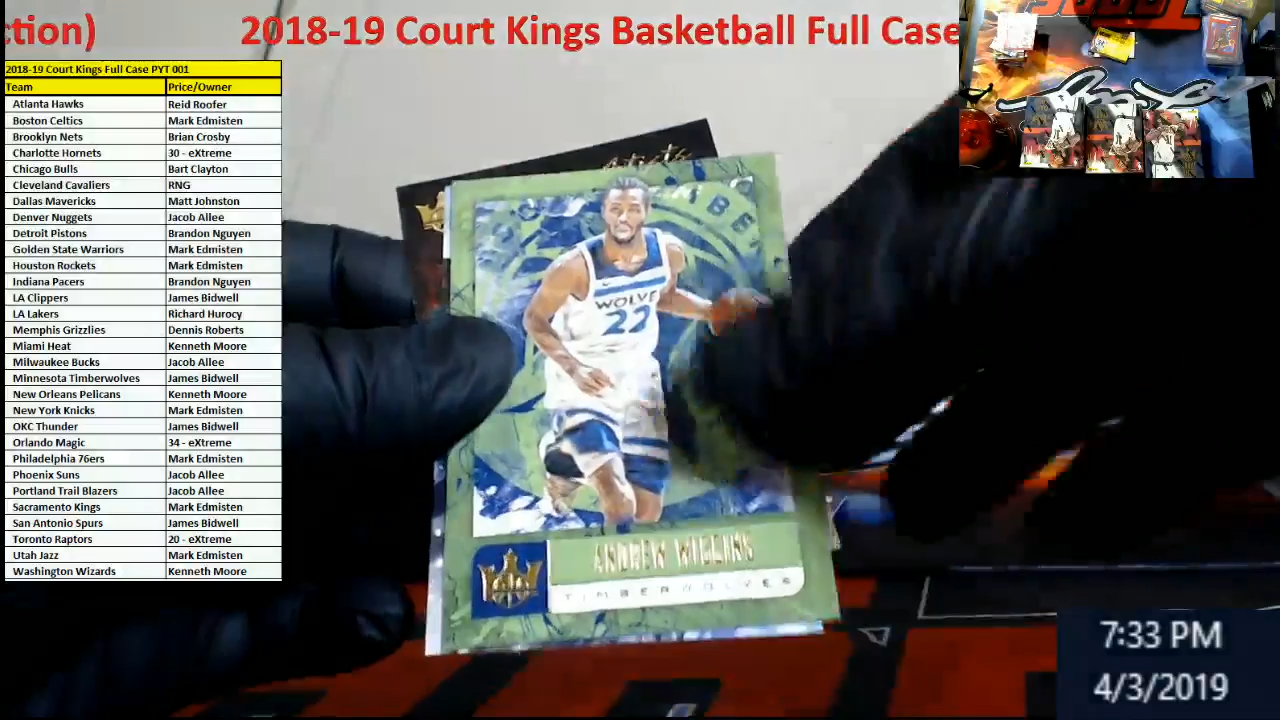 ction)
2018-19 Court Kings Basketball Full Case
2018-19 Court Kings Full Case PYT 001
Team Price/Owner
Atlanta Hawks Reid Roofer
Boston Celtics Mark Edmisten
Brooklyn Nets Brian Crosby
Charlotte Hornets 30 - eXtreme
Chicago Bulls Bart Clayton
Cleveland Cavaliers RNG
Dallas Mavericks Matt Johnston
Denver Nuggets Jacob Allee
Detroit Pistons Brandon Nguyen
Golden State Warriors Mark Edmisten
Houston Rockets Mark Edmisten
Indiana Pacers Brandon Nguyen
LA Clippers James Bidwell
LA Lakers Richard Hurocy
Memphis Grizzlies Dennis Roberts
Miami Heat Kenneth Moore
Milwaukee Bucks Jacob Allee
Minnesota Timberwolves James Bidwell
New Orleans Pelicans Kenneth Moore
New York Knicks Mark Edmisten
OKC Thunder James Bidwell
Orlando Magic 34 - eXtreme
Philadelphia 76ers Mark Edmisten
Phoenix Suns Jacob Allee
Portland Trail Blazers Jacob Allee
Sacramento Kings Mark Edmisten
San Antonio Spurs James Bidwell
Toronto Raptors 20 - eXtreme
Utah Jazz Mark Edmisten
Washington Wizards Kenneth Moore
WOLVE
22
ANDREW WIGGINS
TIMBERWOLVES
7:33 PM
4/3/2019